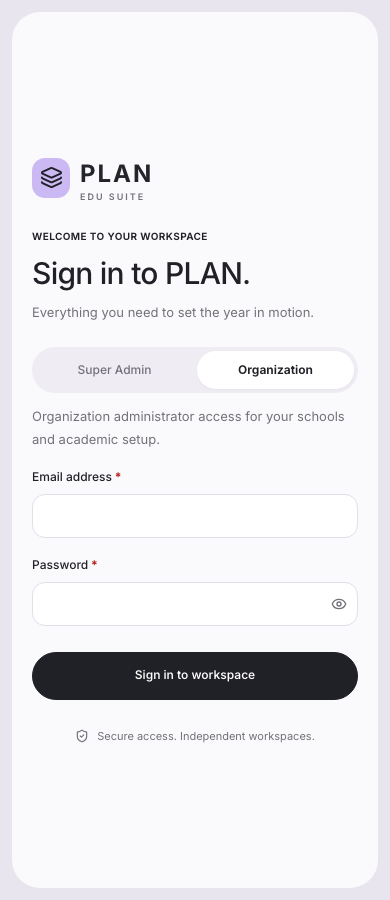 PLAN
EDU SUITE
WELCOME TO YOUR WORKSPACE
Sign in to PLAN.
Everything you need to set the year in motion.
Super Admin
Organization
Organization administrator access for your schools
and academic setup.
Email address *
Password *
Sign in to workspace
Secure access. Independent workspaces.